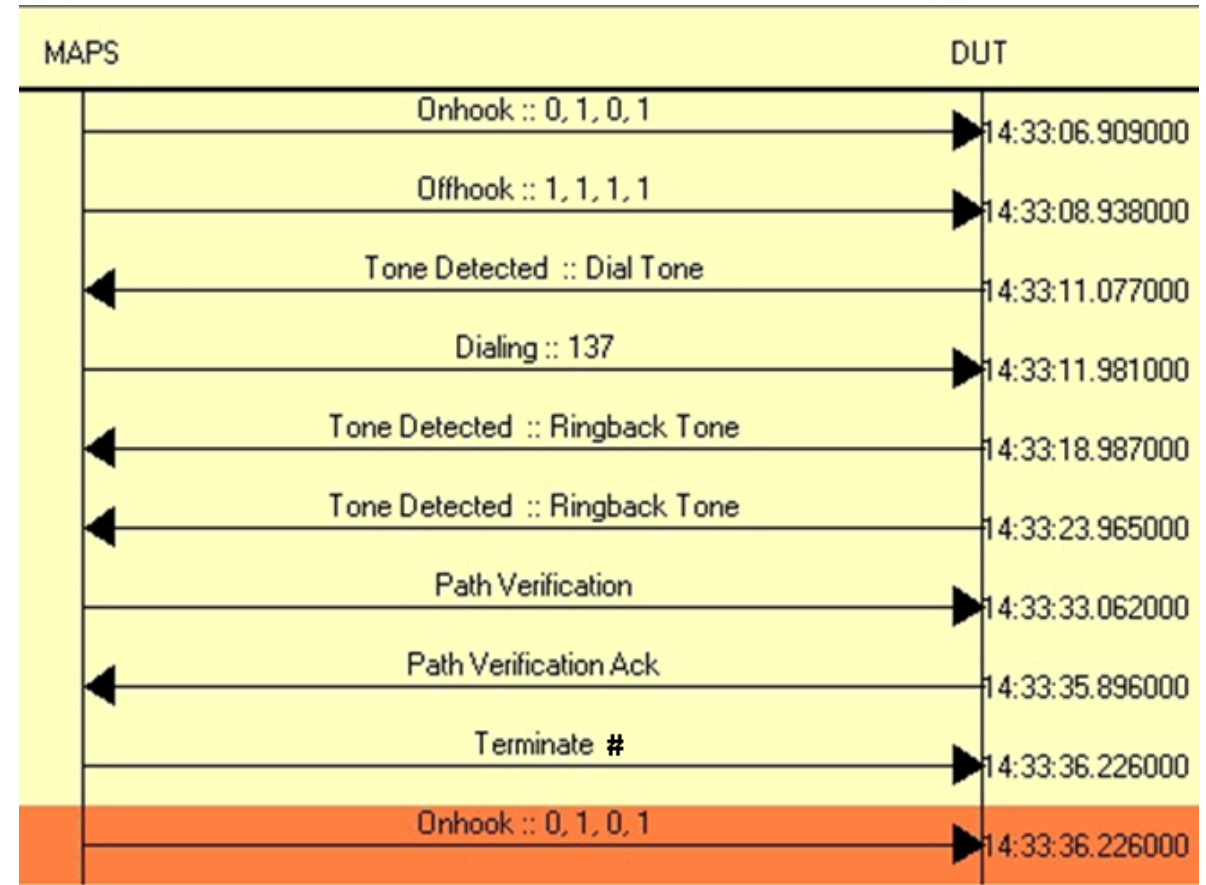 MAPS DUT
Onhook :: 0, 1, 0, 1
14:33:06.909000
Offhook :: 1, 1, 1, 1
14:33:08.938000
Tone Detected :: Dial Tone
14:33:11.077000
Dialing :: 137
14:33:11.981000
Tone Detected :: Ringback Tone
14:33:18.987000
Tone Detected :: Ringback Tone
14:33:23.965000
Path Verification
14:33:33.062000
Path Verification Ack
14:33:35.896000
Terminate #
14:33:36.226000
Onhook :: 0, 1, 0, 1
14:33:36.226000